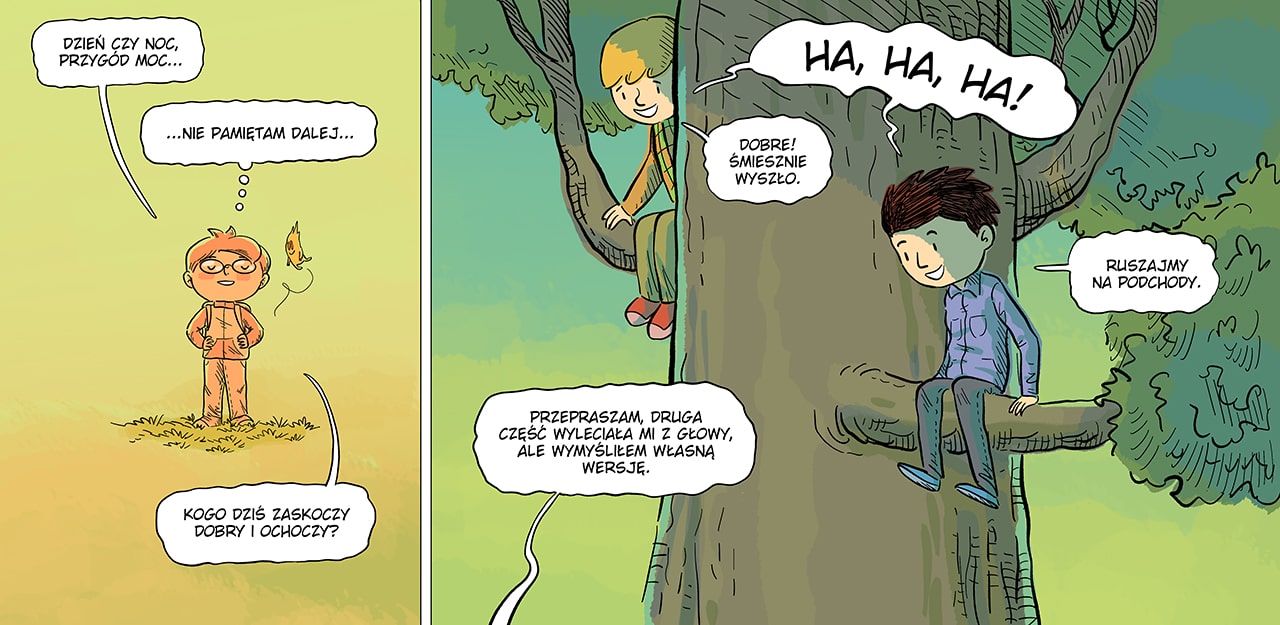 DZIEŃ CZY NOC,
PRZYGÓD MOC...
...NIE PAMIĘTAM DALEJ...
KOGO DZIŚ ZASKOCZY
DOBRY I OCHOCZY?
HA, HA, HA!
DOBRE!
ŚMIESZNIE
WYSZŁO.
RUSZAJMY
NA PODCHODY.
PRZEPRASZAM, DRUGA
CZĘŚĆ WYLECIAŁA MI Z GŁOWY,
ALE WYMYŚLIŁEM WŁASNĄ
WERSJĘ.